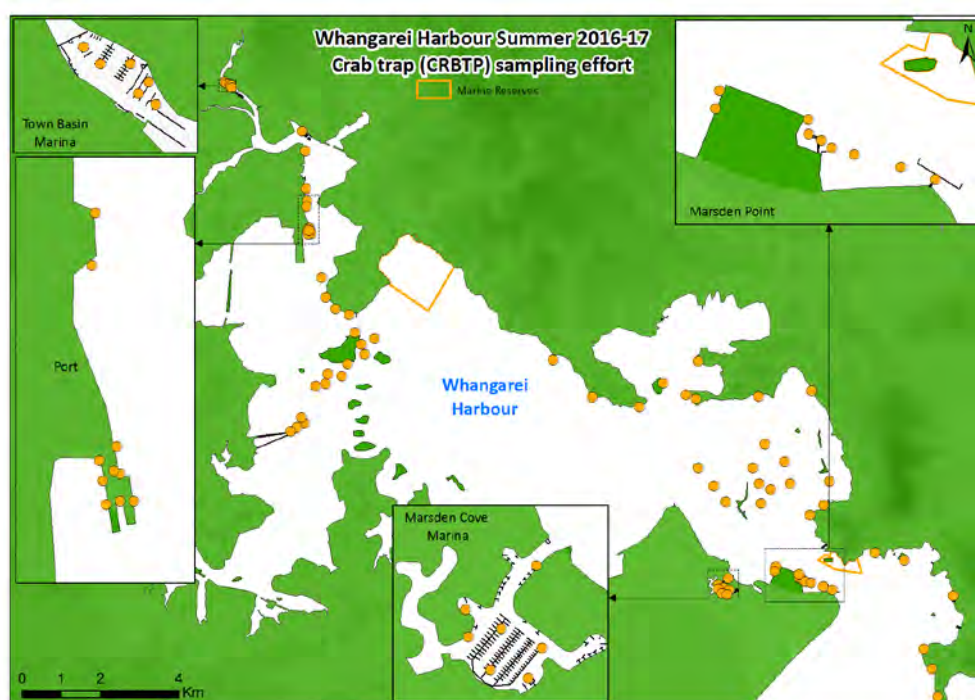 Whangarei Harbour Summer 2016-17
Crab trap (CRBTP) sampling effort
Marine Reserves
N
Town Basin
Marina
Marsden Point
Port
Whangarei
Harbour
Marsden Cove
Marina
0 1 2 4
Km